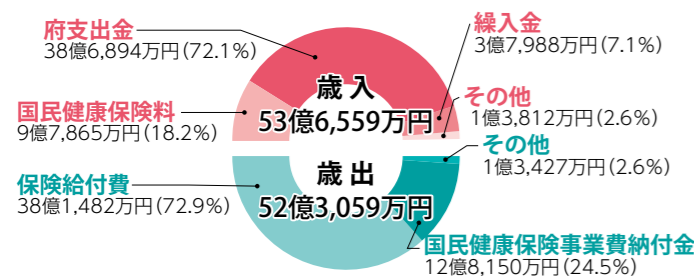 府支出金
38億6,894万円(72.1%)
繰入金
3億7,988万円(7.1%)
国民健康保険料
9億7,865万円(18.2%)
歳入
53億6,559万円
その他
1億3,812万円(2.6%)
その他
1億3,427万円(2.6%)
保険給付費
38億1,482万円(72.9%)
歳出
52億3,059万円
国民健康保険事業費納付金
12億8,150万円(24.5%)